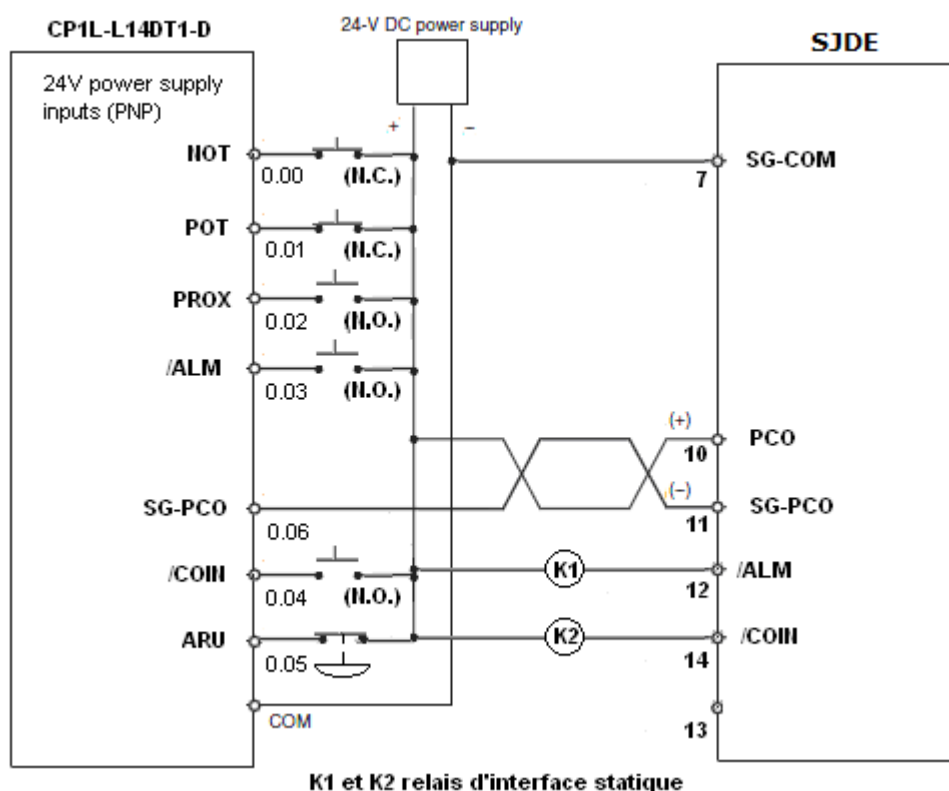 CP1L-L14DT1-D
24-V DC power supply
SJDE
24V power supply
inputs (PNP)
+
−
NOT
0.00
(N.C.)
7
SG-COM
POT
0.01
(N.C.)
PROX
0.02
(N.O.)
/ALM
0.03
(N.O.)
(+)
PCO
10
(−)
SG-PCO
0.06
SG-PCO
11
/COIN
0.04
(N.O.)
K1
/ALM
12
ARU
0.05
K2
/COIN
14
COM
13
K1 et K2 relais d'interface statique